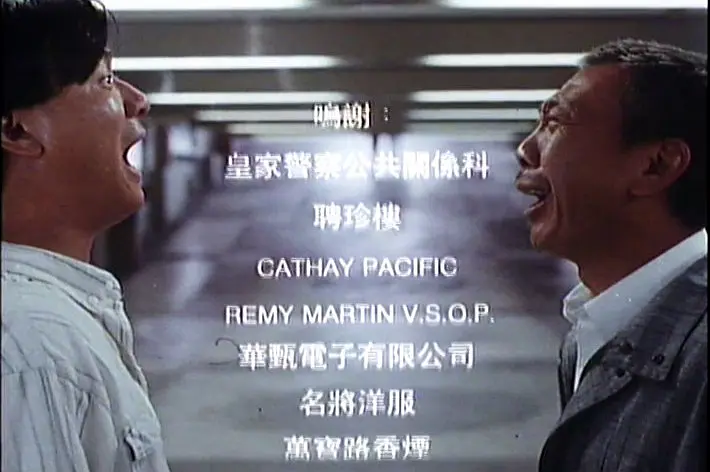 鳴謝：
皇家警察公共關係科
聘珍樓
CATHAY PACIFIC
REMY MARTIN V.S.O.P.
華甄電子有限公司
名將洋服
萬寶路香煙